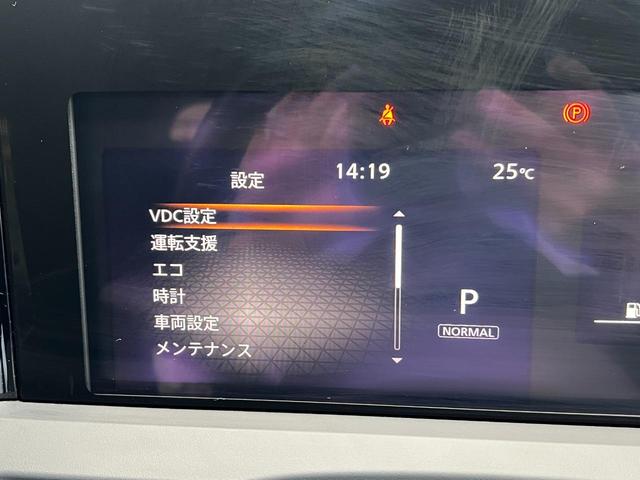 P
設定 14:19 25℃
VDC設定
運転支援
エコ
時計
車両設定
メンテナンス
P
NORMAL